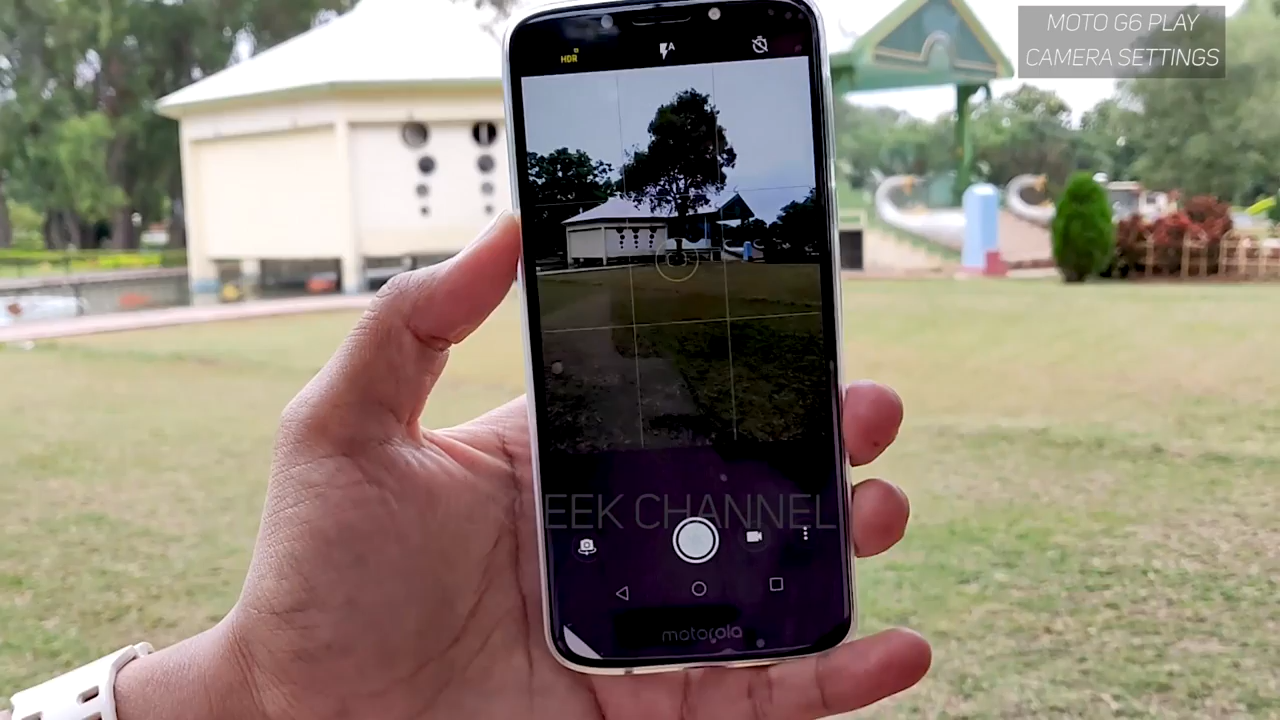 MOTO G6 PLAY
CAMERA SETTINGS
HDR
A
EEK CHANNEL
motorola